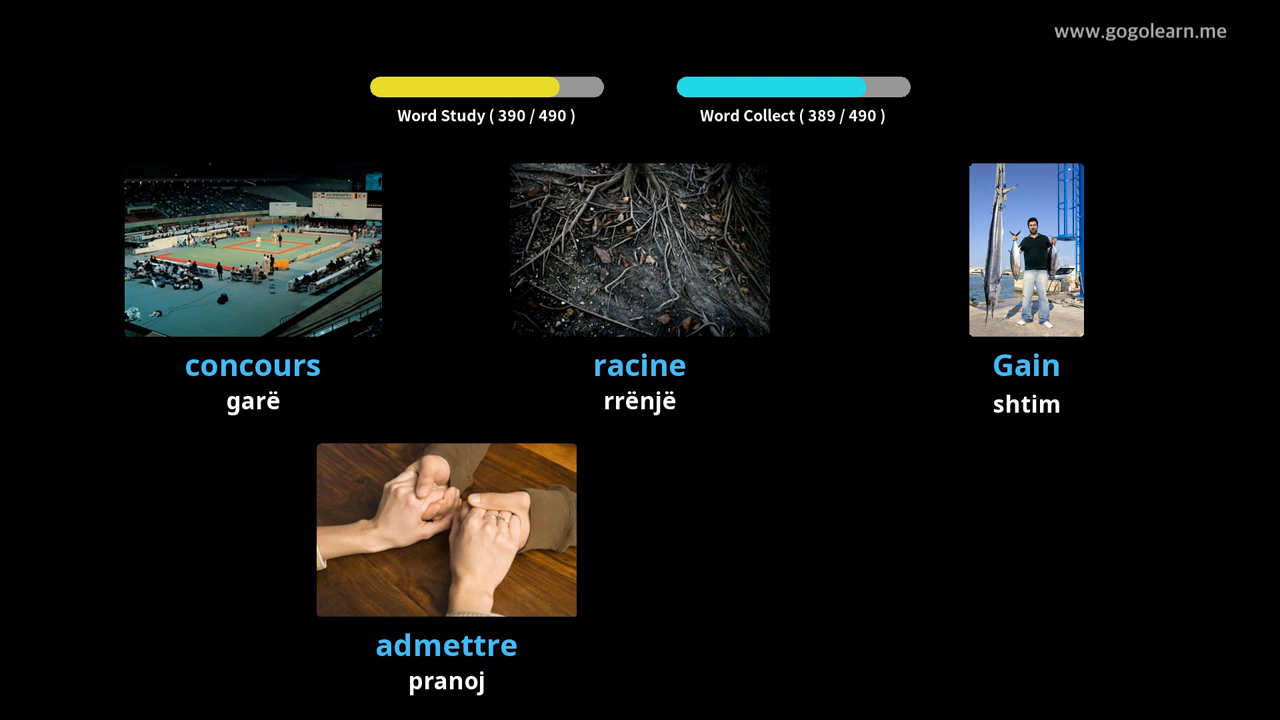 www.gogolearn.me
Word Study ( 390 / 490 )
Word Collect ( 389 / 490 )
concours
garë
racine
rrënjë
Gain
shtim
admettre
pranoj